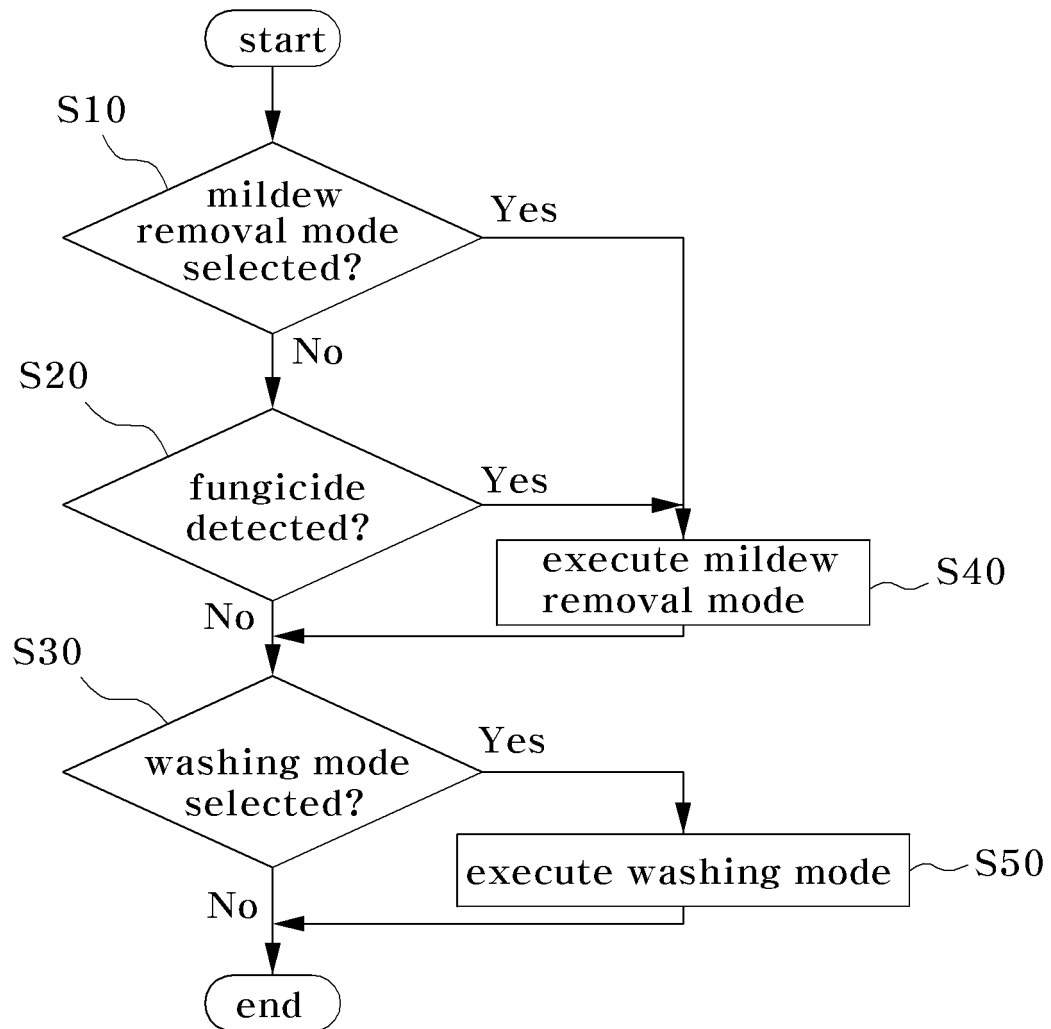 start
S10
mildew
removal mode
selected?
Yes
No
S20
fungicide
detected?
Yes
execute mildew
removal mode
S40
No
S30
washing mode
selected?
Yes
execute washing mode
S50
No
end